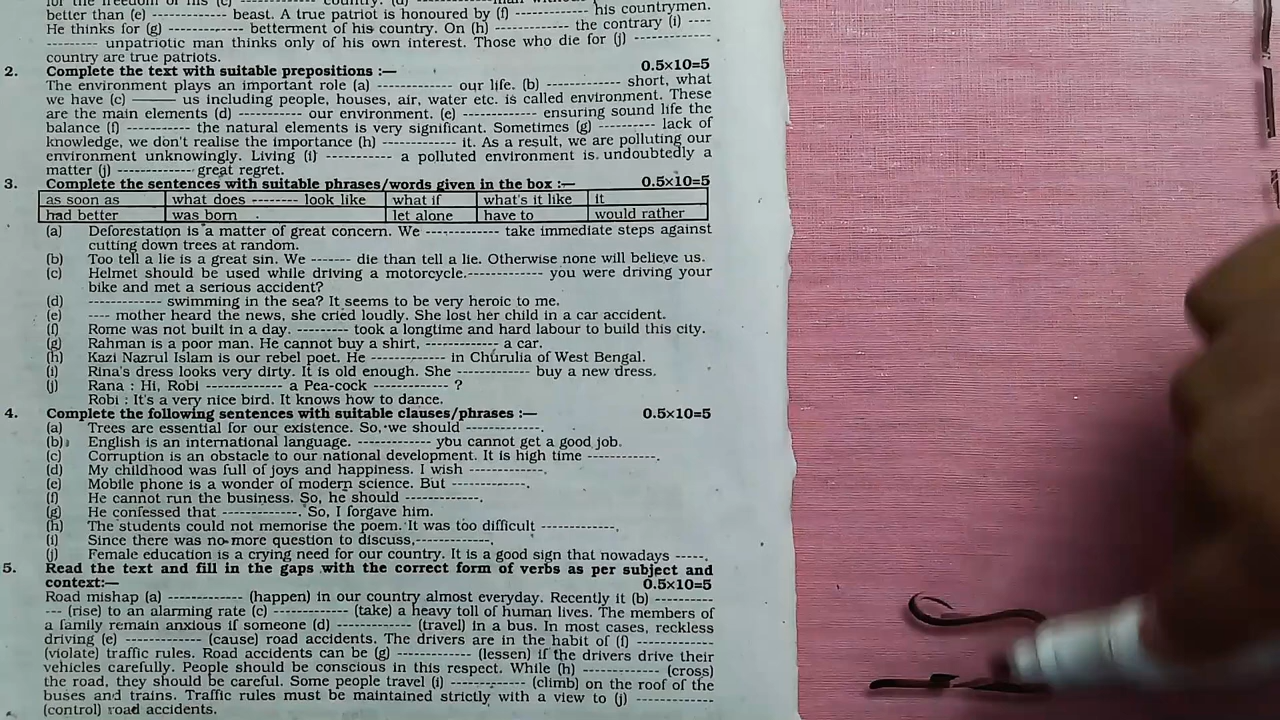 for the freedom of his (c) ------------ country. (d) ------------man without
better than (e) ------------ beast. A true patriot is honoured by (f) ------------ his countrymen.
He thinks for (g) ------------ betterment of his country. On (h) ------------ the contrary (i) ----
--------- unpatriotic man thinks only of his own interest. Those who die for (j) -------------
country are true patriots.
2. Complete the text with suitable prepositions :— 0.5×10=5
The environment plays an important role (a) ------------ our life. (b) ------------ short, what
we have (c) ——— us including people, houses, air, water etc. is called environment. These
are the main elements (d) ------------ our environment. (e) ------------ ensuring sound life the
balance (f) ------------ the natural elements is very significant. Sometimes (g) ---------- lack of
knowledge, we don't realise the importance (h) ------------ it. As a result, we are polluting our
environment unknowingly. Living (i) ------------ a polluted environment is undoubtedly a
matter (j) ------------ great regret.
3. Complete the sentences with suitable phrases/words given in the box :— 0.5×10=5
as soon as what does -------- look like what if what's it like it
had better was born let alone have to would rather
(a) Deforestation is a matter of great concern. We ------------ take immediate steps against
cutting down trees at random.
(b) Too tell a lie is a great sin. We ------- die than tell a lie. Otherwise none will believe us.
(c) Helmet should be used while driving a motorcycle.------------ you were driving your
bike and met a serious accident?
(d) ------------ swimming in the sea? It seems to be very heroic to me.
(e) ---- mother heard the news, she cried loudly. She lost her child in a car accident.
(f) Rome was not built in a day. --------- took a longtime and hard labour to build this city.
(g) Rahman is a poor man. He cannot buy a shirt, ------------ a car.
(h) Kazi Nazrul Islam is our rebel poet. He ------------ in Churulia of West Bengal.
(i) Rina's dress looks very dirty. It is old enough. She ------------ buy a new dress.
(j) Rana : Hi, Robi ------------ a Pea-cock ------------ ?
Robi : It's a very nice bird. It knows how to dance.
4. Complete the following sentences with suitable clauses/phrases :— 0.5×10=5
(a) Trees are essential for our existence. So, we should ------------.
(b) English is an international language. ------------ you cannot get a good job.
(c) Corruption is an obstacle to our national development. It is high time ------------.
(d) My childhood was full of joys and happiness. I wish ------------.
(e) Mobile phone is a wonder of modern science. But ------------.
(f) He cannot run the business. So, he should ------------.
(g) He confessed that ------------. So, I forgave him.
(h) The students could not memorise the poem. It was too difficult ------------.
(i) Since there was no more question to discuss,------------.
(j) Female education is a crying need for our country. It is a good sign that nowadays -----.
5. Read the text and fill in the gaps with the correct form of verbs as per subject and
context:— 0.5×10=5
Road mishap (a) ------------ (happen) in our country almost everyday. Recently it (b) ----------
--- (rise) to an alarming rate (c) ------------ (take) a heavy toll of human lives. The members of
a family remain anxious if someone (d) ------------ (travel) in a bus. In most cases, reckless
driving (e) ------------ (cause) road accidents. The drivers are in the habit of (f) ------------
(violate) traffic rules. Road accidents can be (g) ------------ (lessen) if the drivers drive their
vehicles carefully. People should be conscious in this respect. While (h) ------------ (cross)
the road, they should be careful. Some people travel (i) ------------ (climb) on the roof of the
buses and trains. Traffic rules must be maintained strictly with a view to (j) ------------
(control) road accidents.